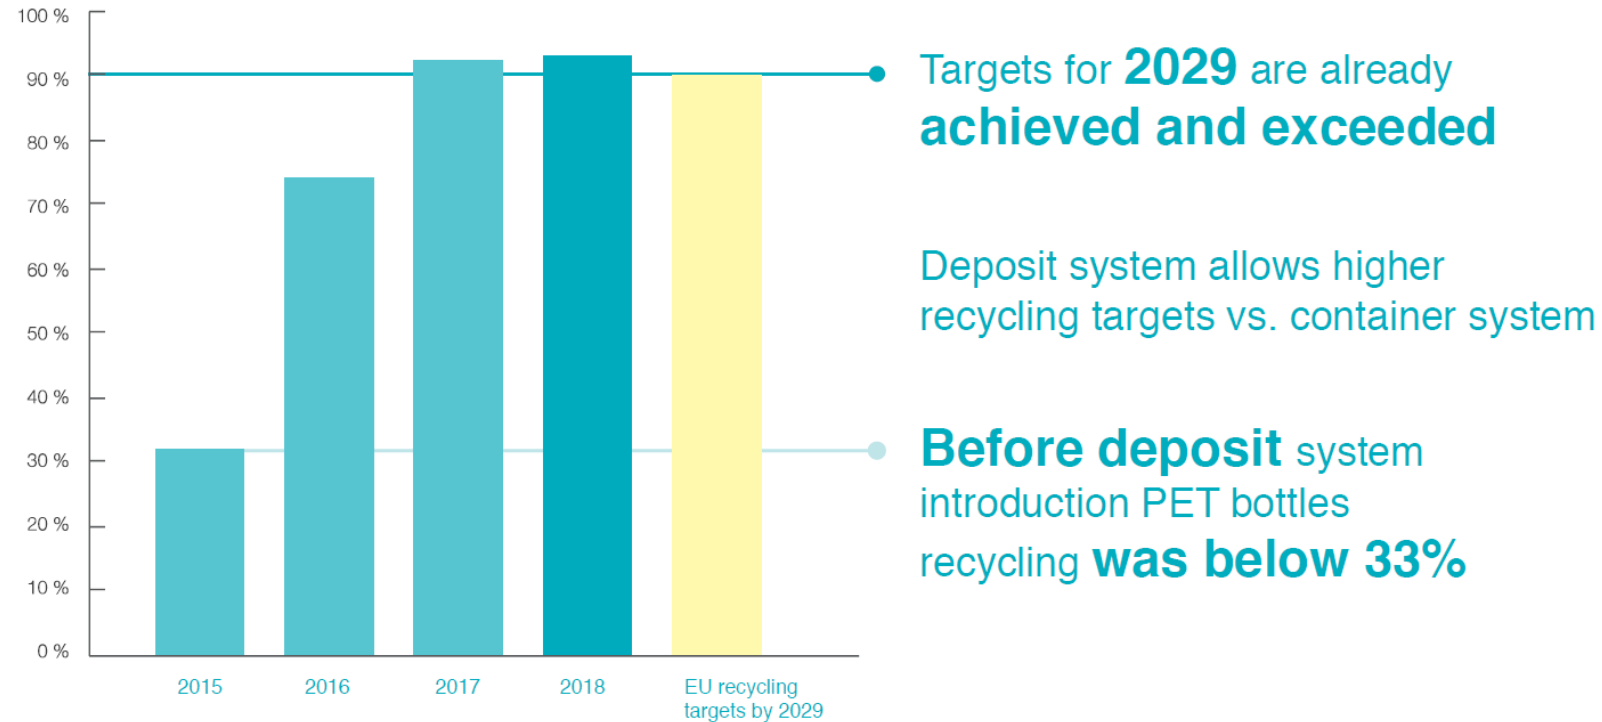 100 %
90 %
80 %
70 %
60 %
50 %
40 %
30 %
20 %
10 %
0 %
2015
2016
2017
2018
EU recycling
targets by 2029
Targets for 2029 are already
achieved and exceeded
Deposit system allows higher
recycling targets vs. container system
Before deposit system
introduction PET bottles
recycling was below 33%